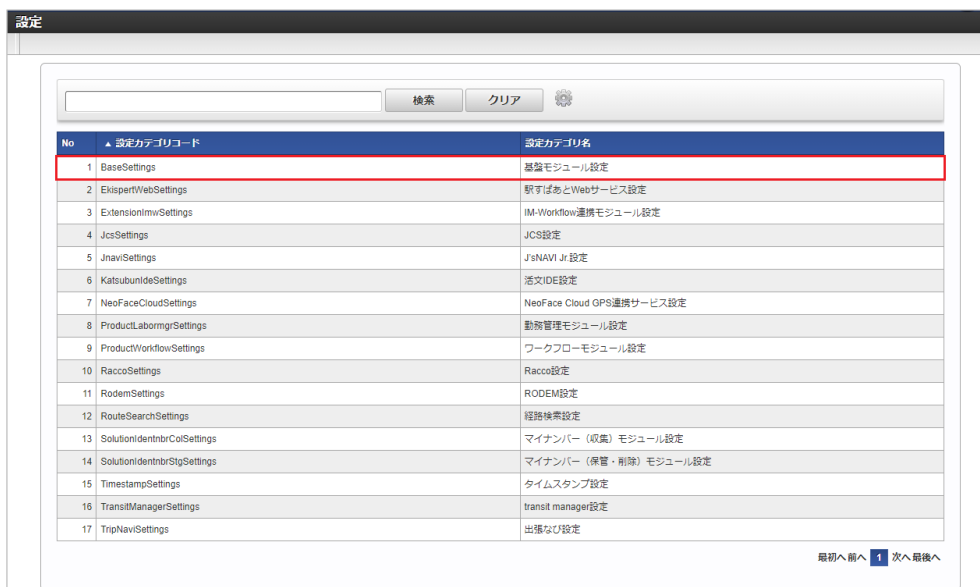 設定
検索 クリア
No ▲ 設定カテゴリコード 設定カテゴリ名
1 BaseSettings 基盤モジュール設定
2 EkispertWebSettings 駅すぱあとWebサービス設定
3 ExtensionImwSettings IM-Workflow連携モジュール設定
4 JcsSettings JCS設定
5 JnaviSettings J'sNAVI Jr.設定
6 KatsubunIdeSettings 活文IDE設定
7 NeoFaceCloudSettings NeoFace Cloud GPS連携サービス設定
8 ProductLabormgrSettings 勤務管理モジュール設定
9 ProductWorkflowSettings ワークフローモジュール設定
10 RaccoSettings Racco設定
11 RodemSettings RODEM設定
12 RouteSearchSettings 経路検索設定
13 SolutionIdentnbrColSettings マイナンバー（収集）モジュール設定
14 SolutionIdentnbrStgSettings マイナンバー（保管・削除）モジュール設定
15 TimestampSettings タイムスタンプ設定
16 TransitManagerSettings transit manager設定
17 TripNaviSettings 出張なび設定
最初へ 前へ 1 次へ 最後へ